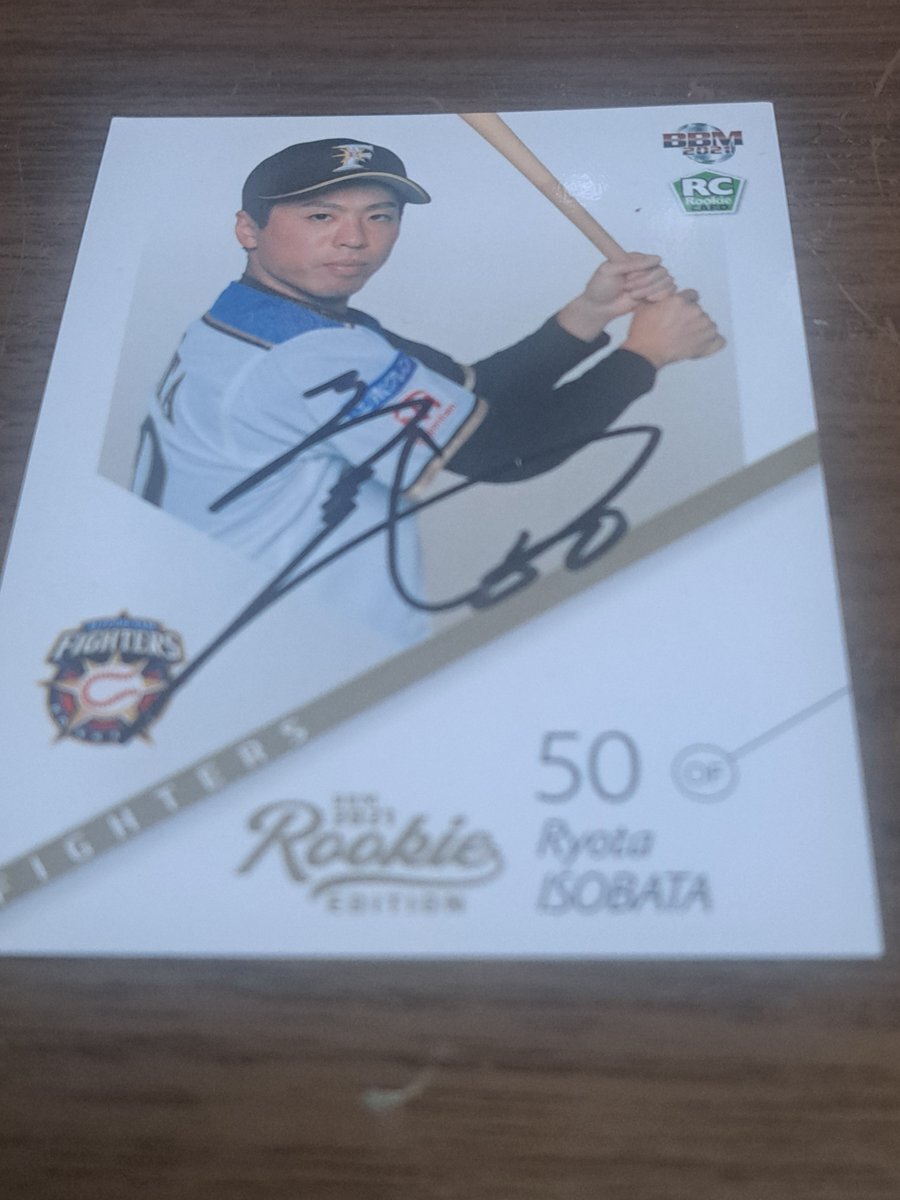 BBM
2021
RC
Rookie
CARD
F
FIGHTERS
FIGHTERS
50
OF
BBM
2021
Rookie
EDITION
Ryota
ISOBATA